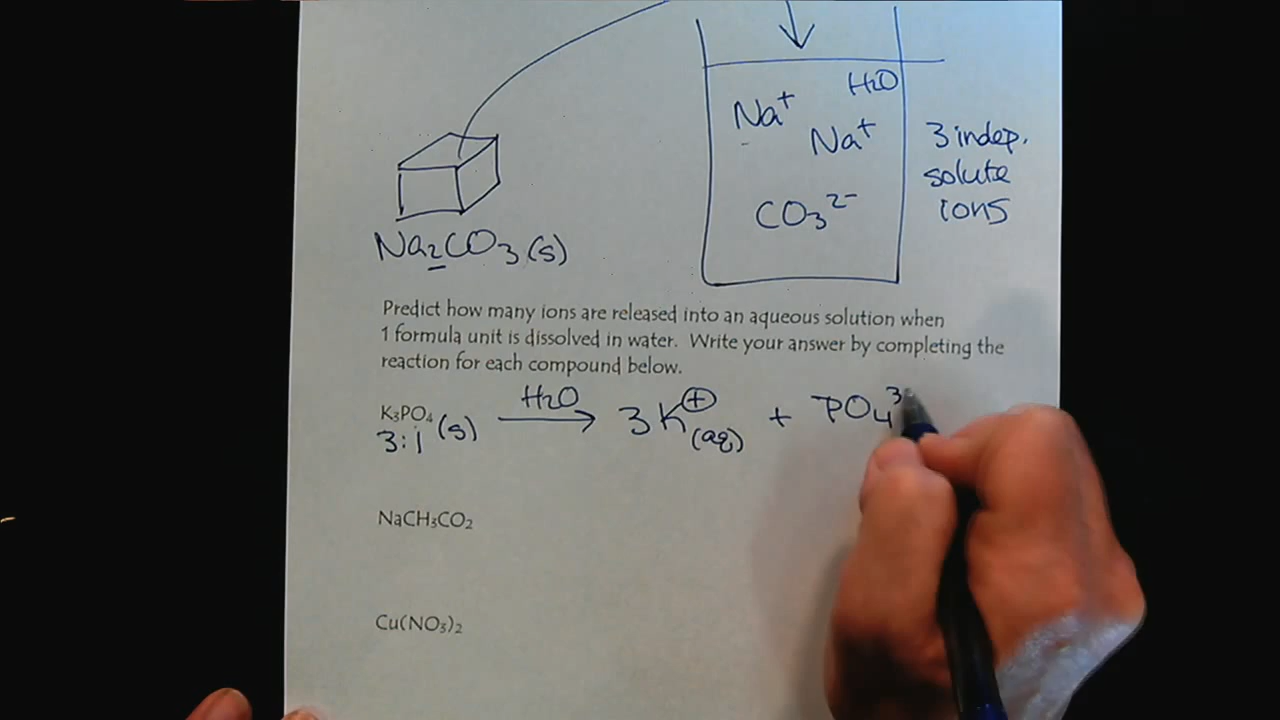 H2O
Na+
Na+
CO3 2-
3 indep.
solute
ions
Na2CO3(s)
Predict how many ions are released into an aqueous solution when
1 formula unit is dissolved in water. Write your answer by completing the
reaction for each compound below.
K3PO4 (s) H2O → 3K+ (aq) + PO4 3
3:1
NaCH3CO2
Cu(NO3)2